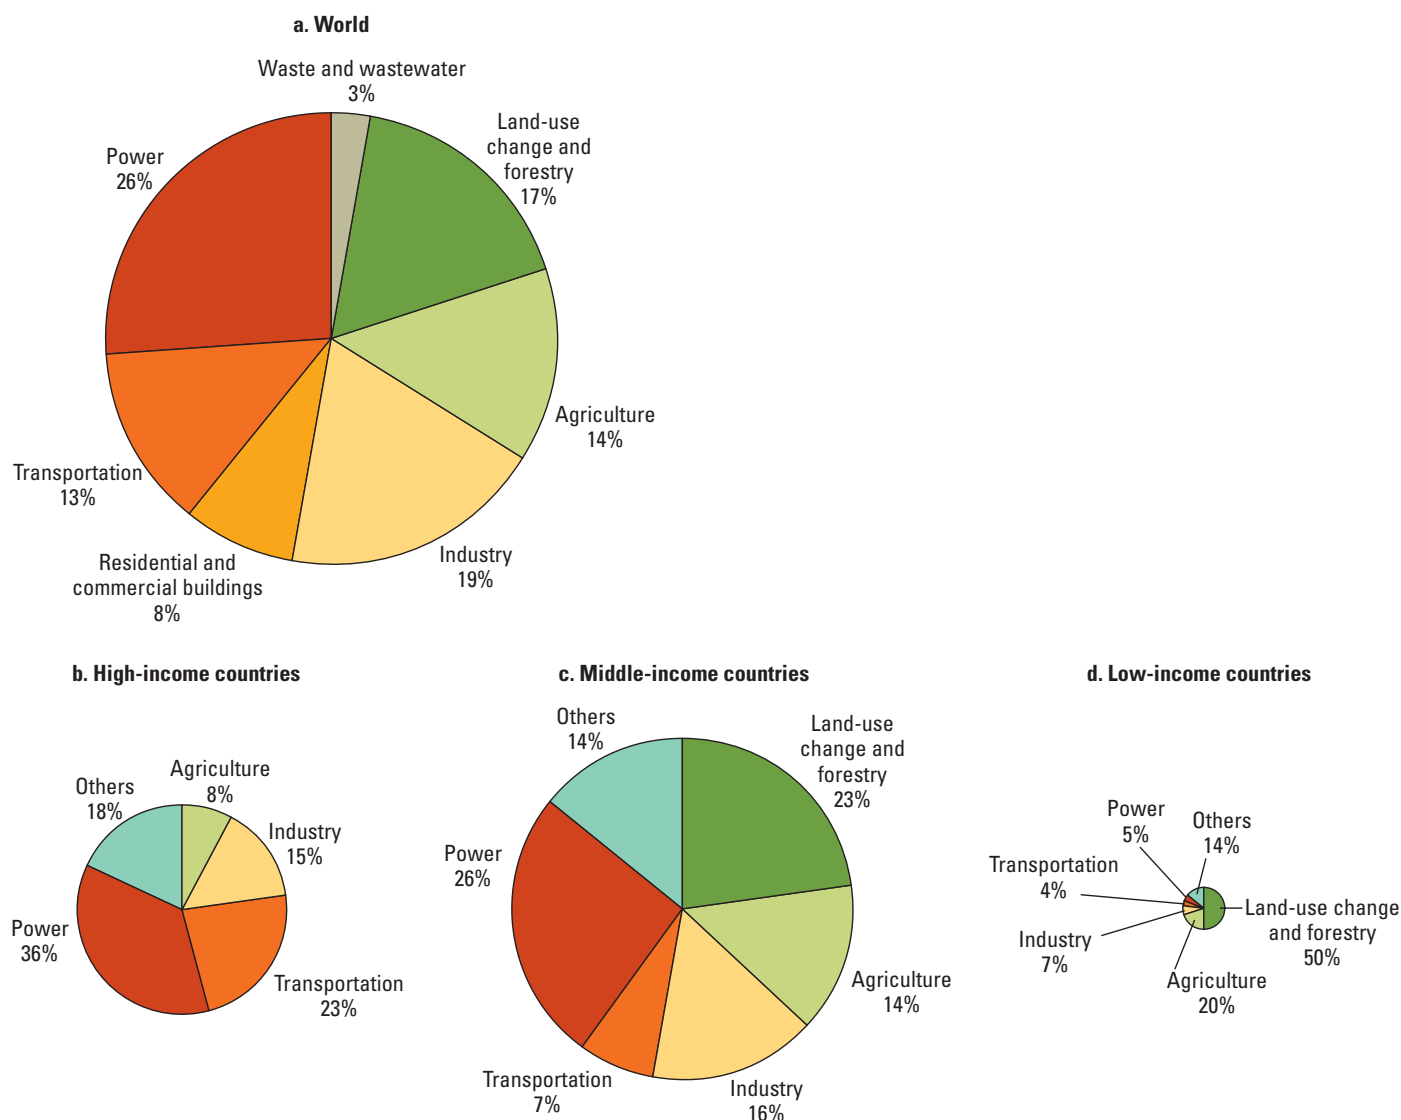 a. World
Waste and wastewater
3%
Land-use
change and
forestry
17%
Power
26%
Agriculture
14%
Transportation
13%
Industry
19%
Residential and
commercial buildings
8%
b. High-income countries
Others
18%
Agriculture
8%
Industry
15%
Power
36%
Transportation
23%
c. Middle-income countries
Others
14%
Land-use
change and
forestry
23%
Power
26%
Agriculture
14%
Transportation
7%
Industry
16%
d. Low-income countries
Power
5%
Others
14%
Transportation
4%
Land-use change
and forestry
50%
Industry
7%
Agriculture
20%